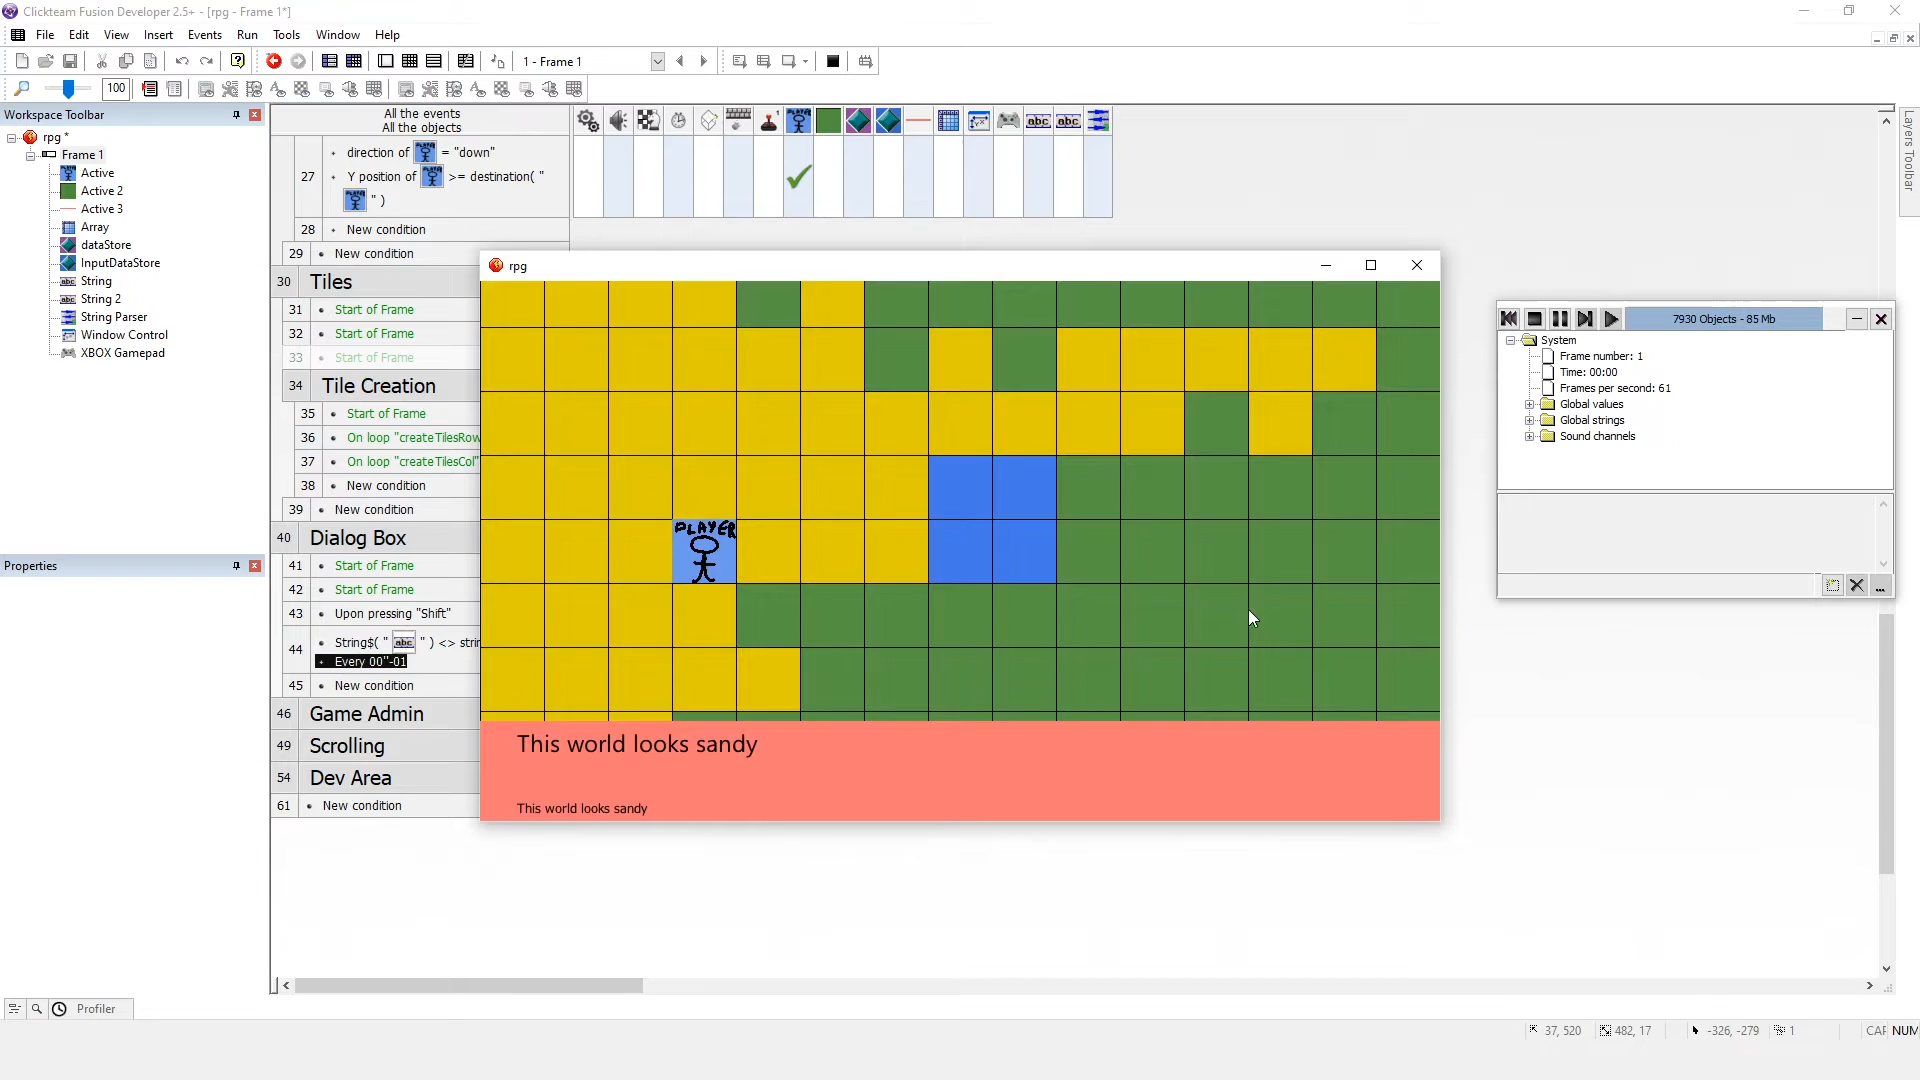 Clickteam Fusion Developer 2.5+ - [rpg - Frame 1*]
File Edit View Insert Events Run Tools Window Help
1 - Frame 1
100
Workspace Toolbar
rpg *
Frame 1
Active
Active 2
Active 3
Array
dataStore
InputDataStore
String
String 2
String Parser
Window Control
XBOX Gamepad
Properties
Profiler
All the events
All the objects
27
direction of PLAYER = "down"
Y position of PLAYER >= destination( "
PLAYER " )
28 New condition
29 New condition
30 Tiles
31 Start of Frame
32 Start of Frame
33 Start of Frame
34 Tile Creation
35 Start of Frame
36 On loop "createTilesRow
37 On loop "createTilesCol"
38 New condition
39 New condition
40 Dialog Box
41 Start of Frame
42 Start of Frame
43 Upon pressing "Shift"
44
String$( " abc " ) <> stri
Every 00"-01
45 New condition
46 Game Admin
49 Scrolling
54 Dev Area
61 New condition
PLAYER
abc
abc
rpg
PLAYER
This world looks sandy
This world looks sandy
7930 Objects - 85 Mb
System
Frame number: 1
Time: 00:00
Frames per second: 61
Global values
Global strings
Sound channels
Layers Toolbar
37, 520 482, 17 -326, -279 1 CAP NUM